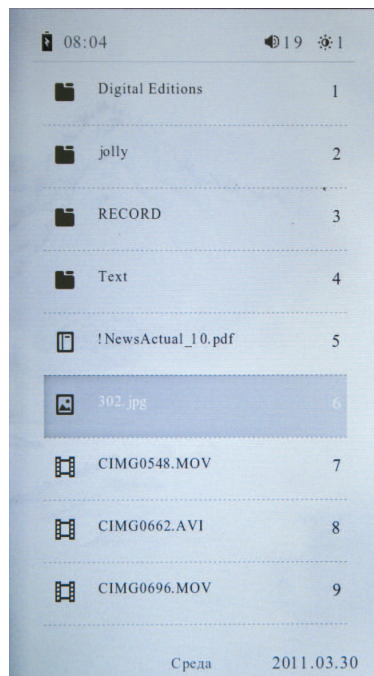 08:04 19 1
Digital Editions 1
jolly 2
RECORD 3
Text 4
!NewsActual_10.pdf 5
302.jpg 6
CIMG0548.MOV 7
CIMG0662.AVI 8
CIMG0696.MOV 9
Среда 2011.03.30